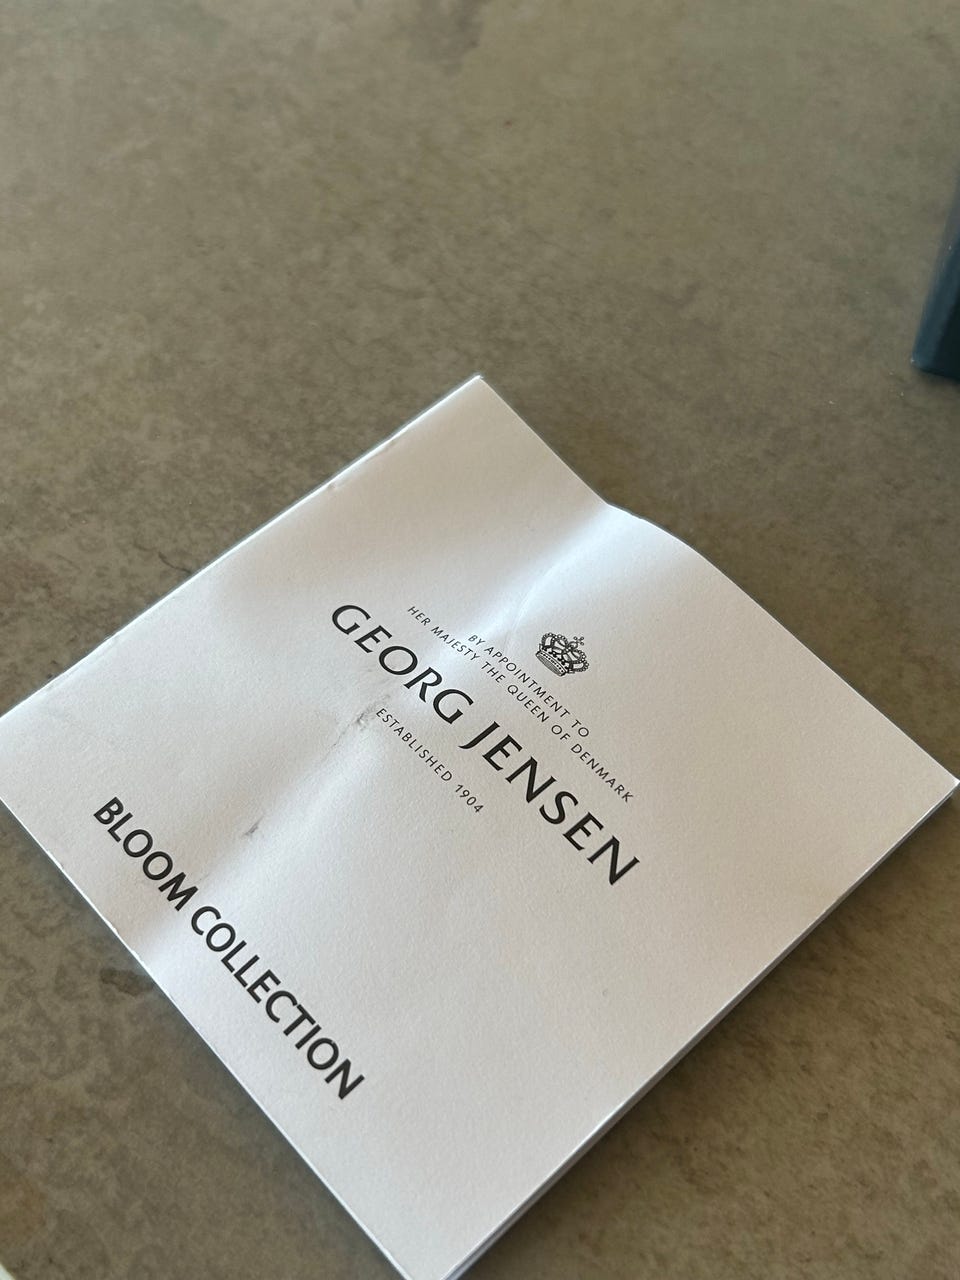 BY APPOINTMENT TO
HER MAJESTY THE QUEEN OF DENMARK
GEORG JENSEN
ESTABLISHED 1904
BLOOM COLLECTION